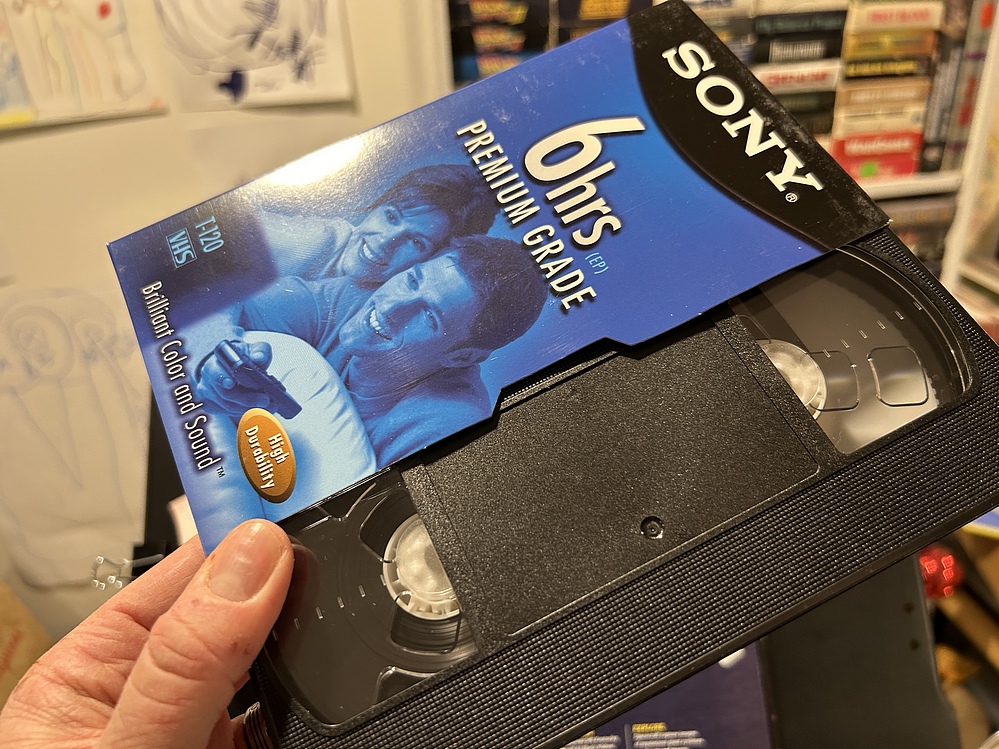 SONY®
6hrs (EP)
PREMIUM GRADE
T-120
VHS
Brilliant Color and Sound™
High
Durability